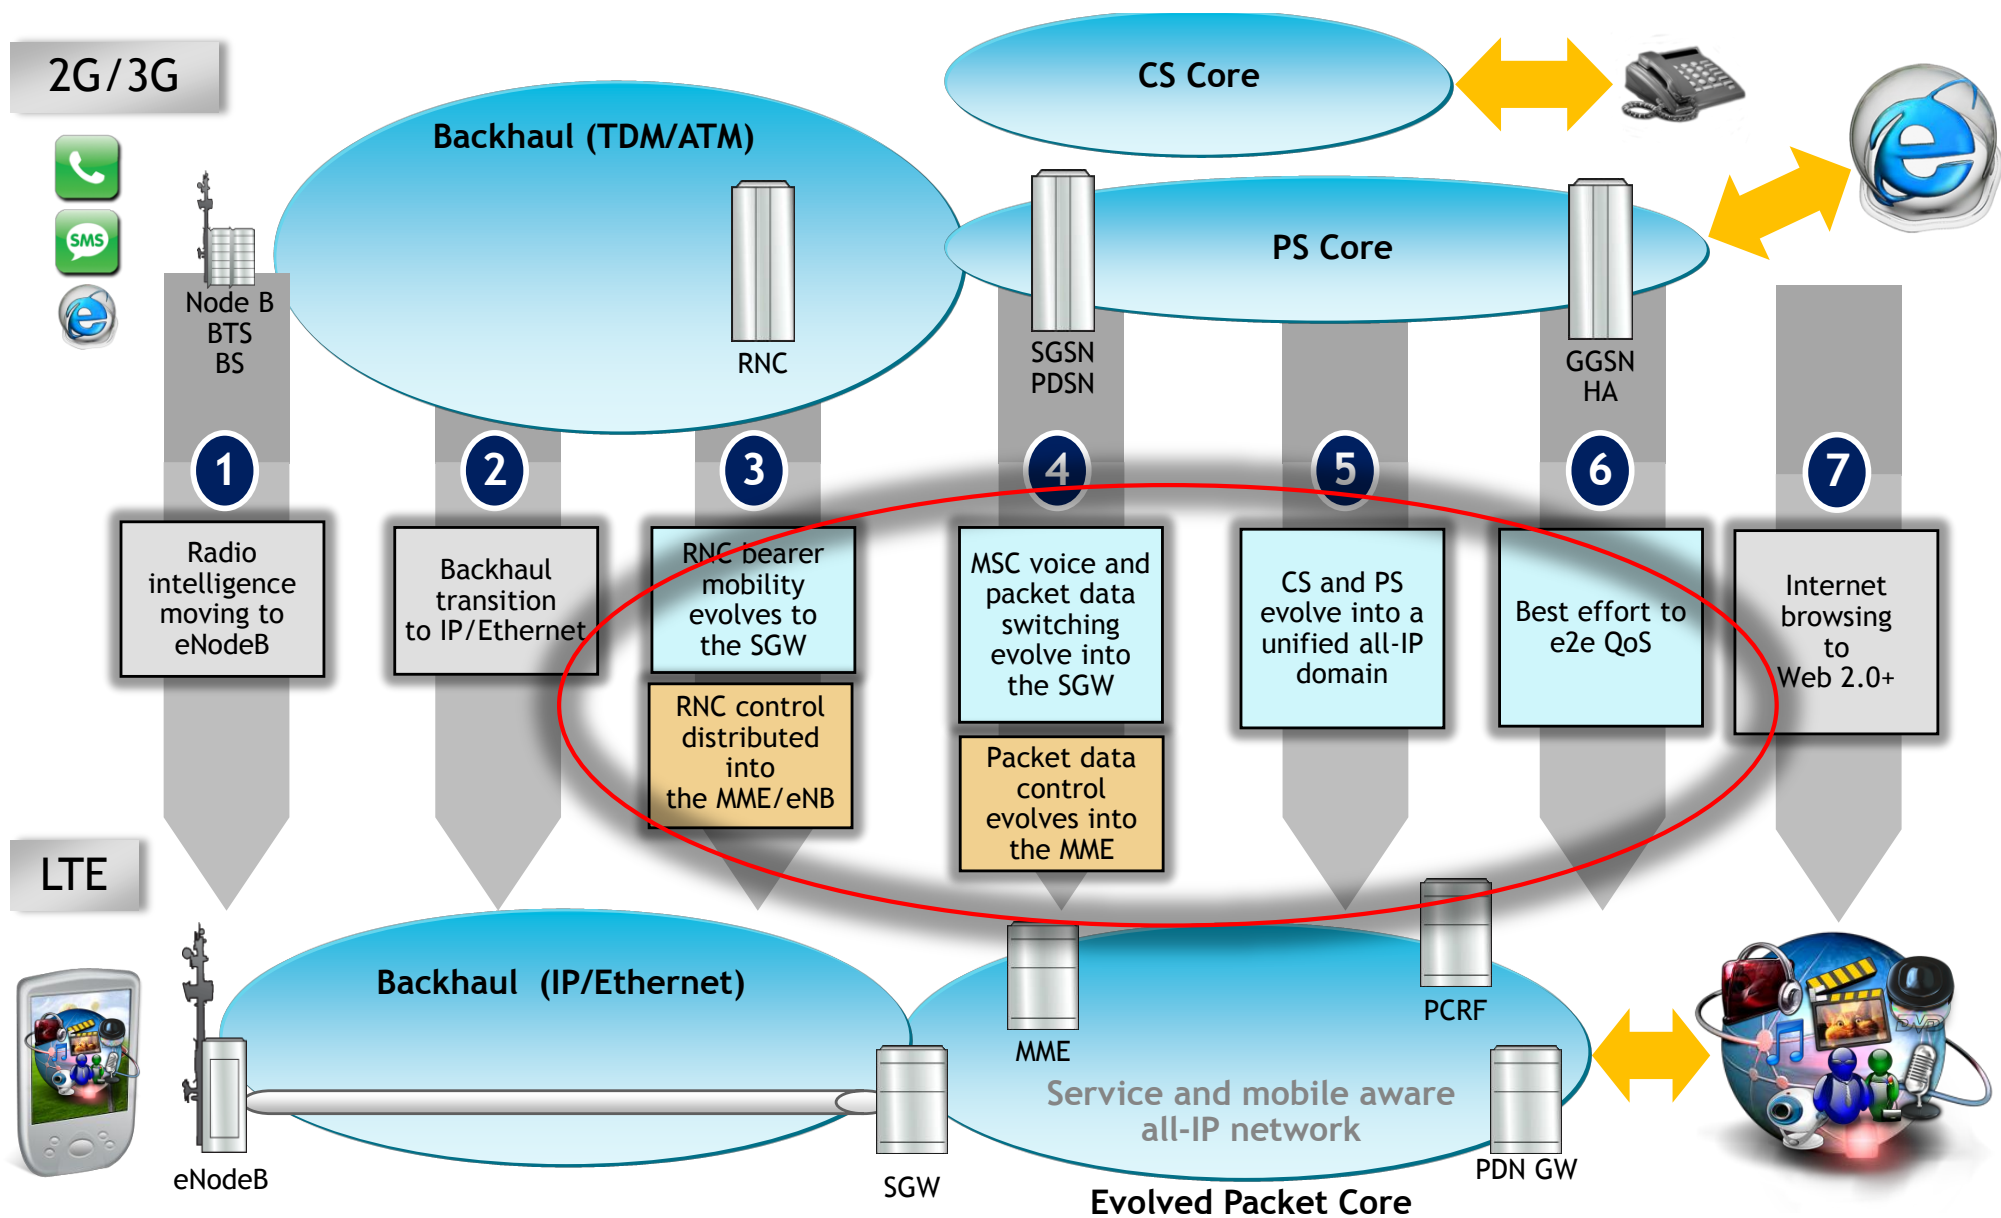 2G/3G
CS Core
Backhaul (TDM/ATM)
SMS
PS Core
Node B
BTS
BS
RNC
SGSN
PDSN
GGSN
HA
1
2
3
4
5
6
7
Radio
intelligence
moving to
eNodeB
Backhaul
transition
to IP/Ethernet
RNC bearer
mobility
evolves to
the SGW
RNC control
distributed
into
the MME/eNB
MSC voice and
packet data
switching
evolve into
the SGW
Packet data
control
evolves into
the MME
CS and PS
evolve into a
unified all-IP
domain
Best effort to
e2e QoS
Internet
browsing
to
Web 2.0+
LTE
Backhaul (IP/Ethernet)
MME
PCRF
DVD
Service and mobile aware
all-IP network
eNodeB
SGW
PDN GW
Evolved Packet Core